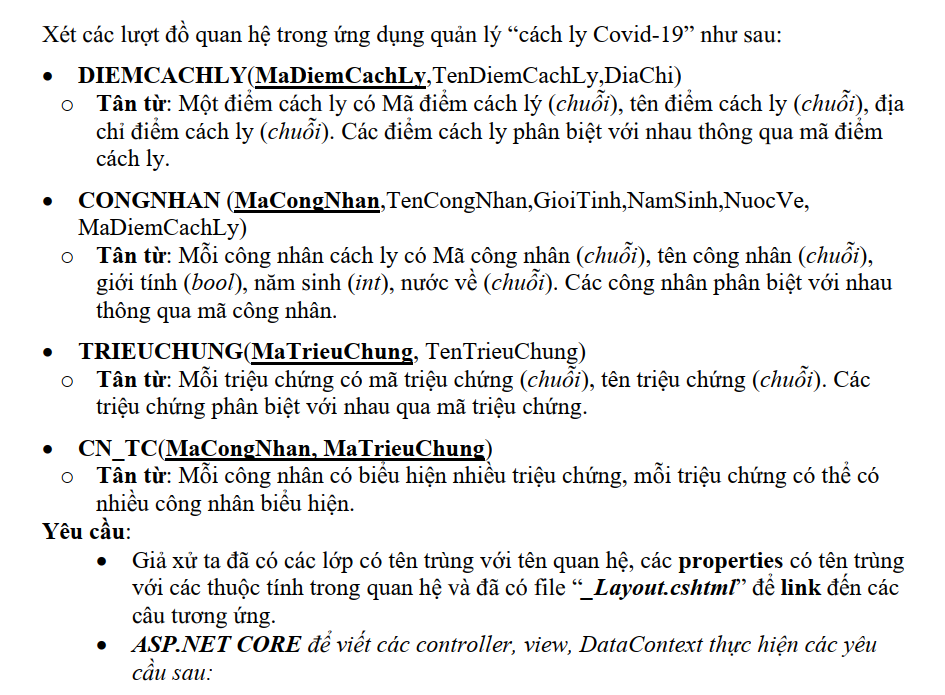 Xét các lượt đồ quan hệ trong ứng dụng quản lý “cách ly Covid-19” như sau:
• DIEMCACHLY(MaDiemCachLy,TenDiemCachLy,DiaChi)
o Tân từ: Một điểm cách ly có Mã điểm cách lý (chuỗi), tên điểm cách ly (chuỗi), địa
chỉ điểm cách ly (chuỗi). Các điểm cách ly phân biệt với nhau thông qua mã điểm
cách ly.
• CONGNHAN (MaCongNhan,TenCongNhan,GioiTinh,NamSinh,NuocVe,
MaDiemCachLy)
o Tân từ: Mỗi công nhân cách ly có Mã công nhân (chuỗi), tên công nhân (chuỗi),
giới tính (bool), năm sinh (int), nước về (chuỗi). Các công nhân phân biệt với nhau
thông qua mã công nhân.
• TRIEUCHUNG(MaTrieuChung, TenTrieuChung)
o Tân từ: Mỗi triệu chứng có mã triệu chứng (chuỗi), tên triệu chứng (chuỗi). Các
triệu chứng phân biệt với nhau qua mã triệu chứng.
• CN_TC(MaCongNhan, MaTrieuChung)
o Tân từ: Mỗi công nhân có biểu hiện nhiều triệu chứng, mỗi triệu chứng có thể có
nhiều công nhân biểu hiện.
Yêu cầu:
• Giả xử ta đã có các lớp có tên trùng với tên quan hệ, các properties có tên trùng
với các thuộc tính trong quan hệ và đã có file “_Layout.cshtml” để link đến các
câu tương ứng.
• ASP.NET CORE để viết các controller, view, DataContext thực hiện các yêu
cầu sau: